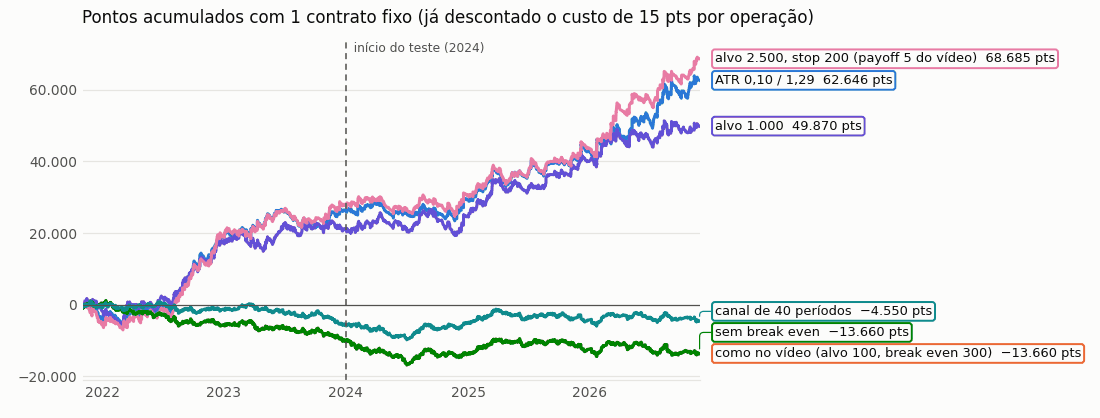 Pontos acumulados com 1 contrato fixo (já descontado o custo de 15 pts por operação)
início do teste (2024)
alvo 2.500, stop 200 (payoff 5 do vídeo) 68.685 pts
ATR 0,10 / 1,29 62.646 pts
alvo 1.000 49.870 pts
canal de 40 períodos −4.550 pts
sem break even −13.660 pts
como no vídeo (alvo 100, break even 300) −13.660 pts
60.000
40.000
20.000
0
−20.000
2022 2023 2024 2025 2026